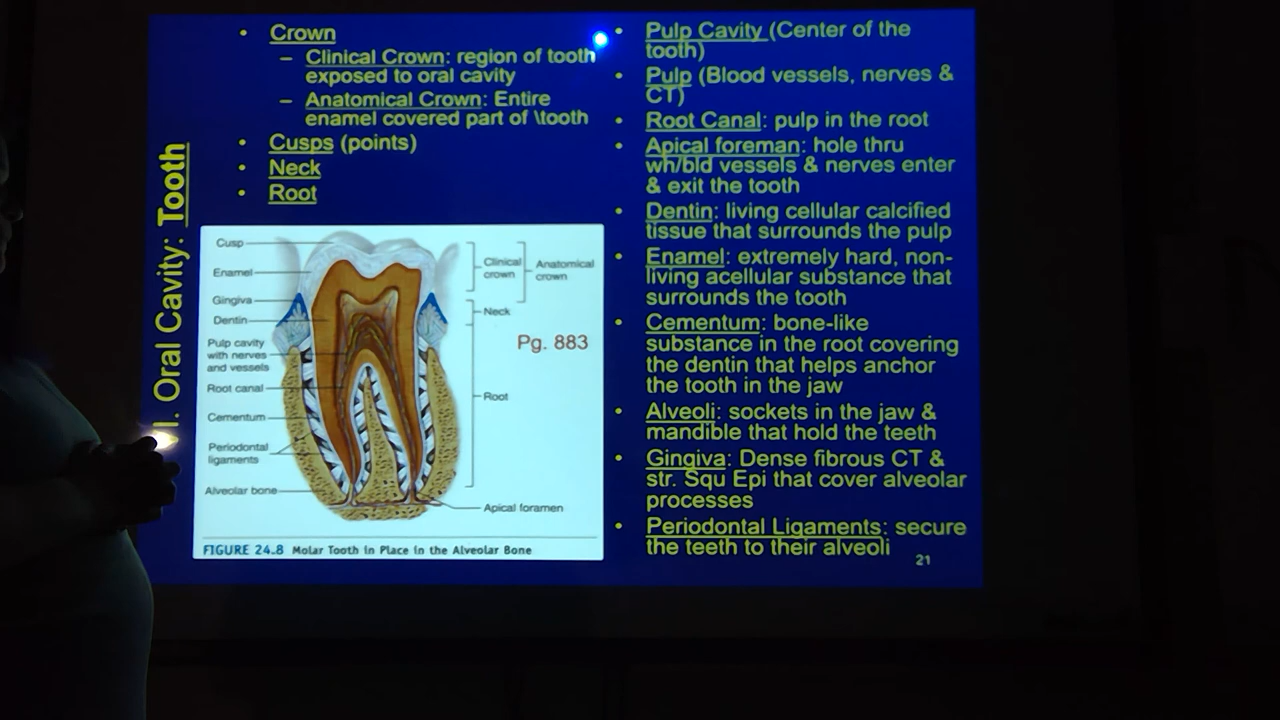 I. Oral Cavity: Tooth
• Crown
– Clinical Crown: region of tooth
exposed to oral cavity
– Anatomical Crown: Entire
enamel covered part of \tooth
• Cusps (points)
• Neck
• Root
Cusp
Enamel
Gingiva
Dentin
Pulp cavity
with nerves
and vessels
Root canal
Cementum
Periodontal
ligaments
Alveolar bone
Clinical
crown
Anatomical
crown
Neck
Pg. 883
Root
Apical foramen
FIGURE 24.8 Molar Tooth in Place in the Alveolar Bone
• Pulp Cavity (Center of the
tooth)
• Pulp (Blood vessels, nerves &
CT)
• Root Canal: pulp in the root
• Apical foreman: hole thru
wh/bld vessels & nerves enter
& exit the tooth
• Dentin: living cellular calcified
tissue that surrounds the pulp
• Enamel: extremely hard, non-
living acellular substance that
surrounds the tooth
• Cementum: bone-like
substance in the root covering
the dentin that helps anchor
the tooth in the jaw
• Alveoli: sockets in the jaw &
mandible that hold the teeth
• Gingiva: Dense fibrous CT &
str. Squ Epi that cover alveolar
processes
• Periodontal Ligaments: secure
the teeth to their alveoli
21